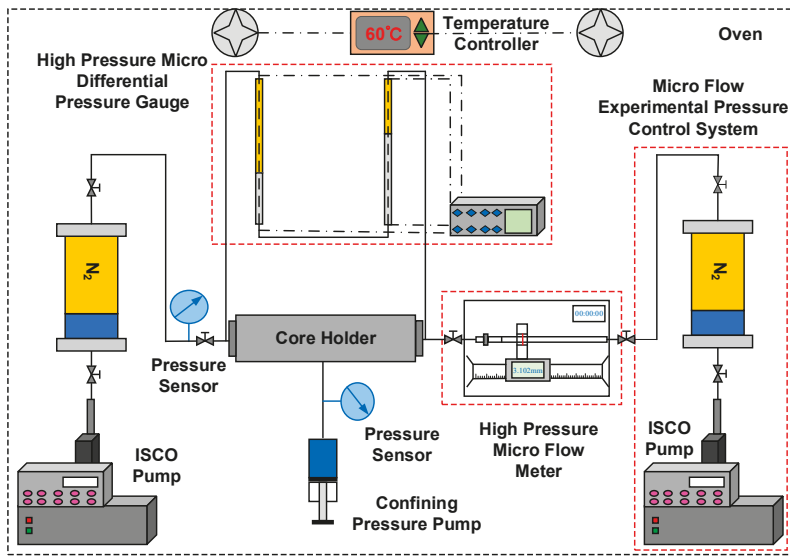 60℃
Temperature
Controller
Oven
High Pressure Micro
Differential
Pressure Gauge
Micro Flow
Experimental Pressure
Control System
N2
N2
00:00:00
Core Holder
3.102mm
Pressure
Sensor
Pressure
Sensor
High Pressure
Micro Flow
Meter
ISCO
Pump
ISCO
Pump
Confining
Pressure Pump